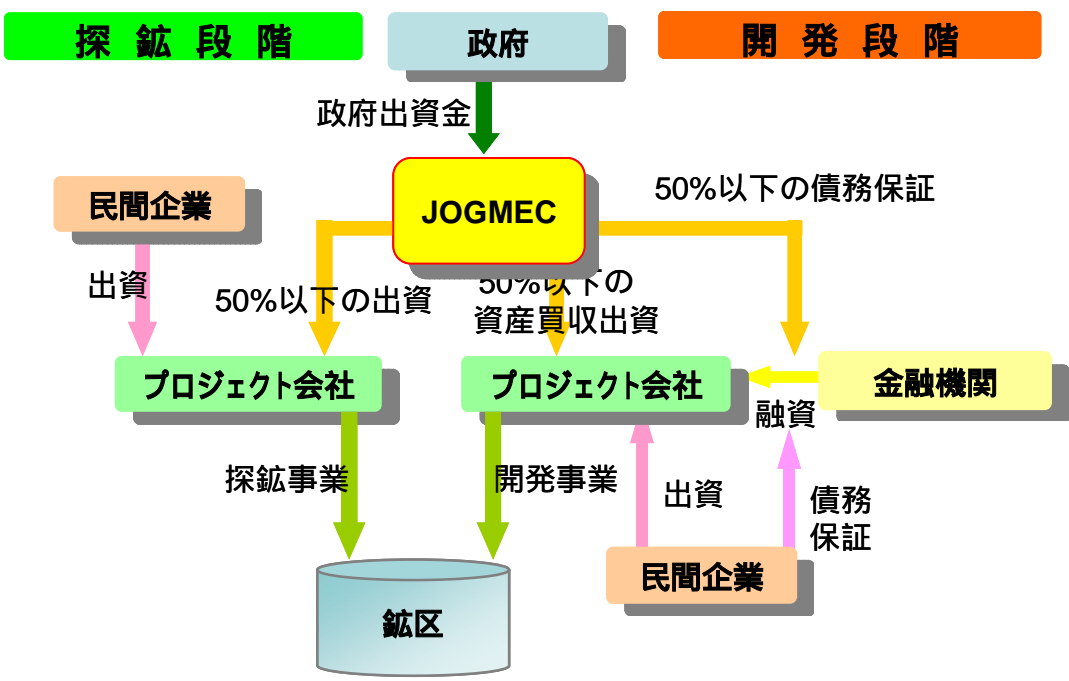 探鉱段階
政府
開発段階
政府出資金
民間企業
JOGMEC
50%以下の債務保証
出資
50%以下の出資
50%以下の
資産買収出資
プロジェクト会社
プロジェクト会社
金融機関
融資
探鉱事業
開発事業
出資
債務
保証
民間企業
鉱区